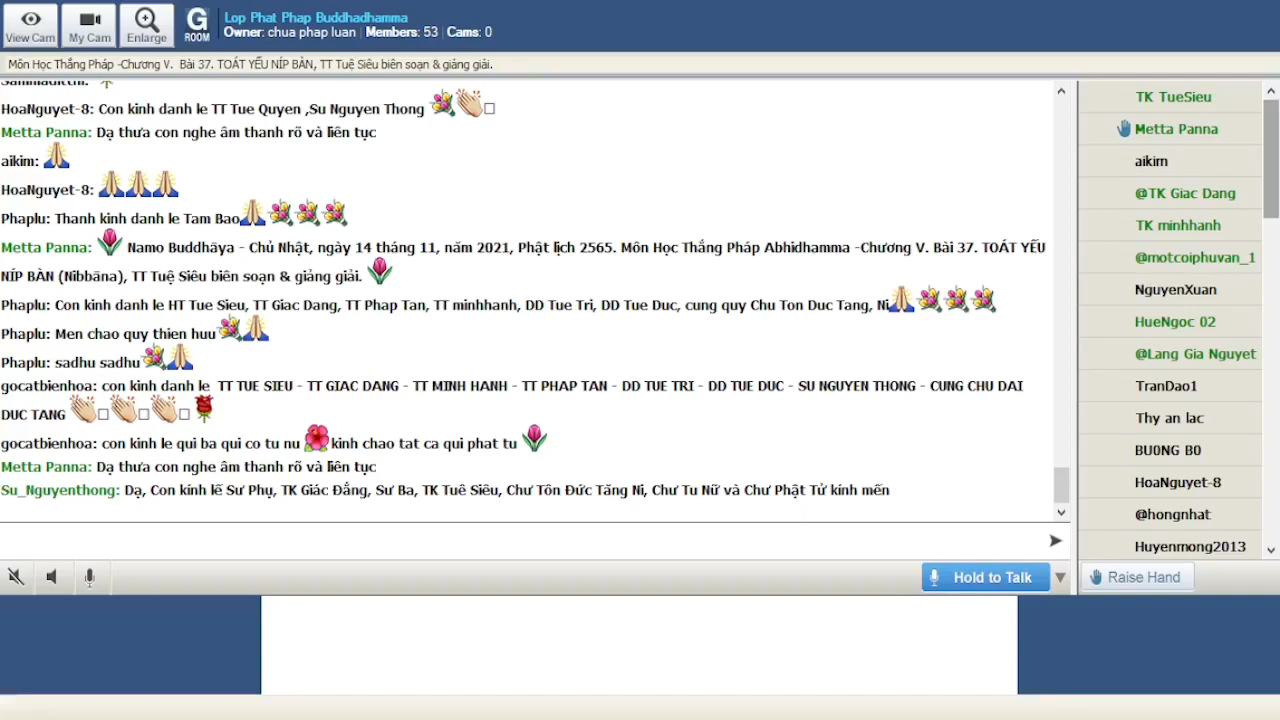 View Cam
My Cam
Enlarge
G ROOM
Lop Phat Phap Buddhadhamma
Owner: chua phap luan | Members: 53 | Cams: 0
Môn Học Thắng Pháp -Chương V.  Bài 37. TOÁT YẾU NÍP BÀN, TT Tuệ Siêu biên soạn & giảng giải.
HoaNguyet-8: Con kinh danh le TT Tue Quyen ,Su Nguyen Thong
Metta Panna: Dạ thưa con nghe âm thanh rõ và liên tục
aikim:
HoaNguyet-8:
Phaplu: Thanh kinh danh le Tam Bao
Metta Panna: Namo Buddhāya - Chủ Nhật, ngày 14 tháng 11, năm 2021, Phật lịch 2565. Môn Học Thắng Pháp Abhidhamma -Chương V. Bài 37. TOÁT YẾU
NÍP BÀN (Nibbāna), TT Tuệ Siêu biên soạn & giảng giải.
Phaplu: Con kinh danh le HT Tue Sieu, TT Giac Dang, TT Phap Tan, TT minhhanh, DD Tue Tri, DD Tue Duc, cung quy Chu Ton Duc Tang, Ni
Phaplu: Men chao quy thien huu
Phaplu: sadhu sadhu
gocatbienhoa: con kinh danh le  TT TUE SIEU - TT GIAC DANG - TT MINH HANH - TT PHAP TAN - DD TUE TRI - DD TUE DUC - SU NGUYEN THONG - CUNG CHU DAI
DUC TANG
gocatbienhoa: con kinh le qui ba qui co tu nu kinh chao tat ca qui phat tu
Metta Panna: Dạ thưa con nghe âm thanh rõ và liên tục
Su_Nguyenthong: Dạ, Con kính lễ Sư Phụ, TK Giác Đẳng, Sư Ba, TK Tuê Siêu, Chư Tôn Đức Tăng Ni, Chư Tu Nữ và Chư Phật Tử kính mến
Hold to Talk
TK TueSieu
Metta Panna
aikim
@TK Giac Dang
TK minhhanh
@motcoiphuvan_1
NguyenXuan
HueNgoc 02
@Lang Gia Nguyet
TranDao1
Thy an lac
BU0NG B0
HoaNguyet-8
@hongnhat
Huyenmong2013
Raise Hand